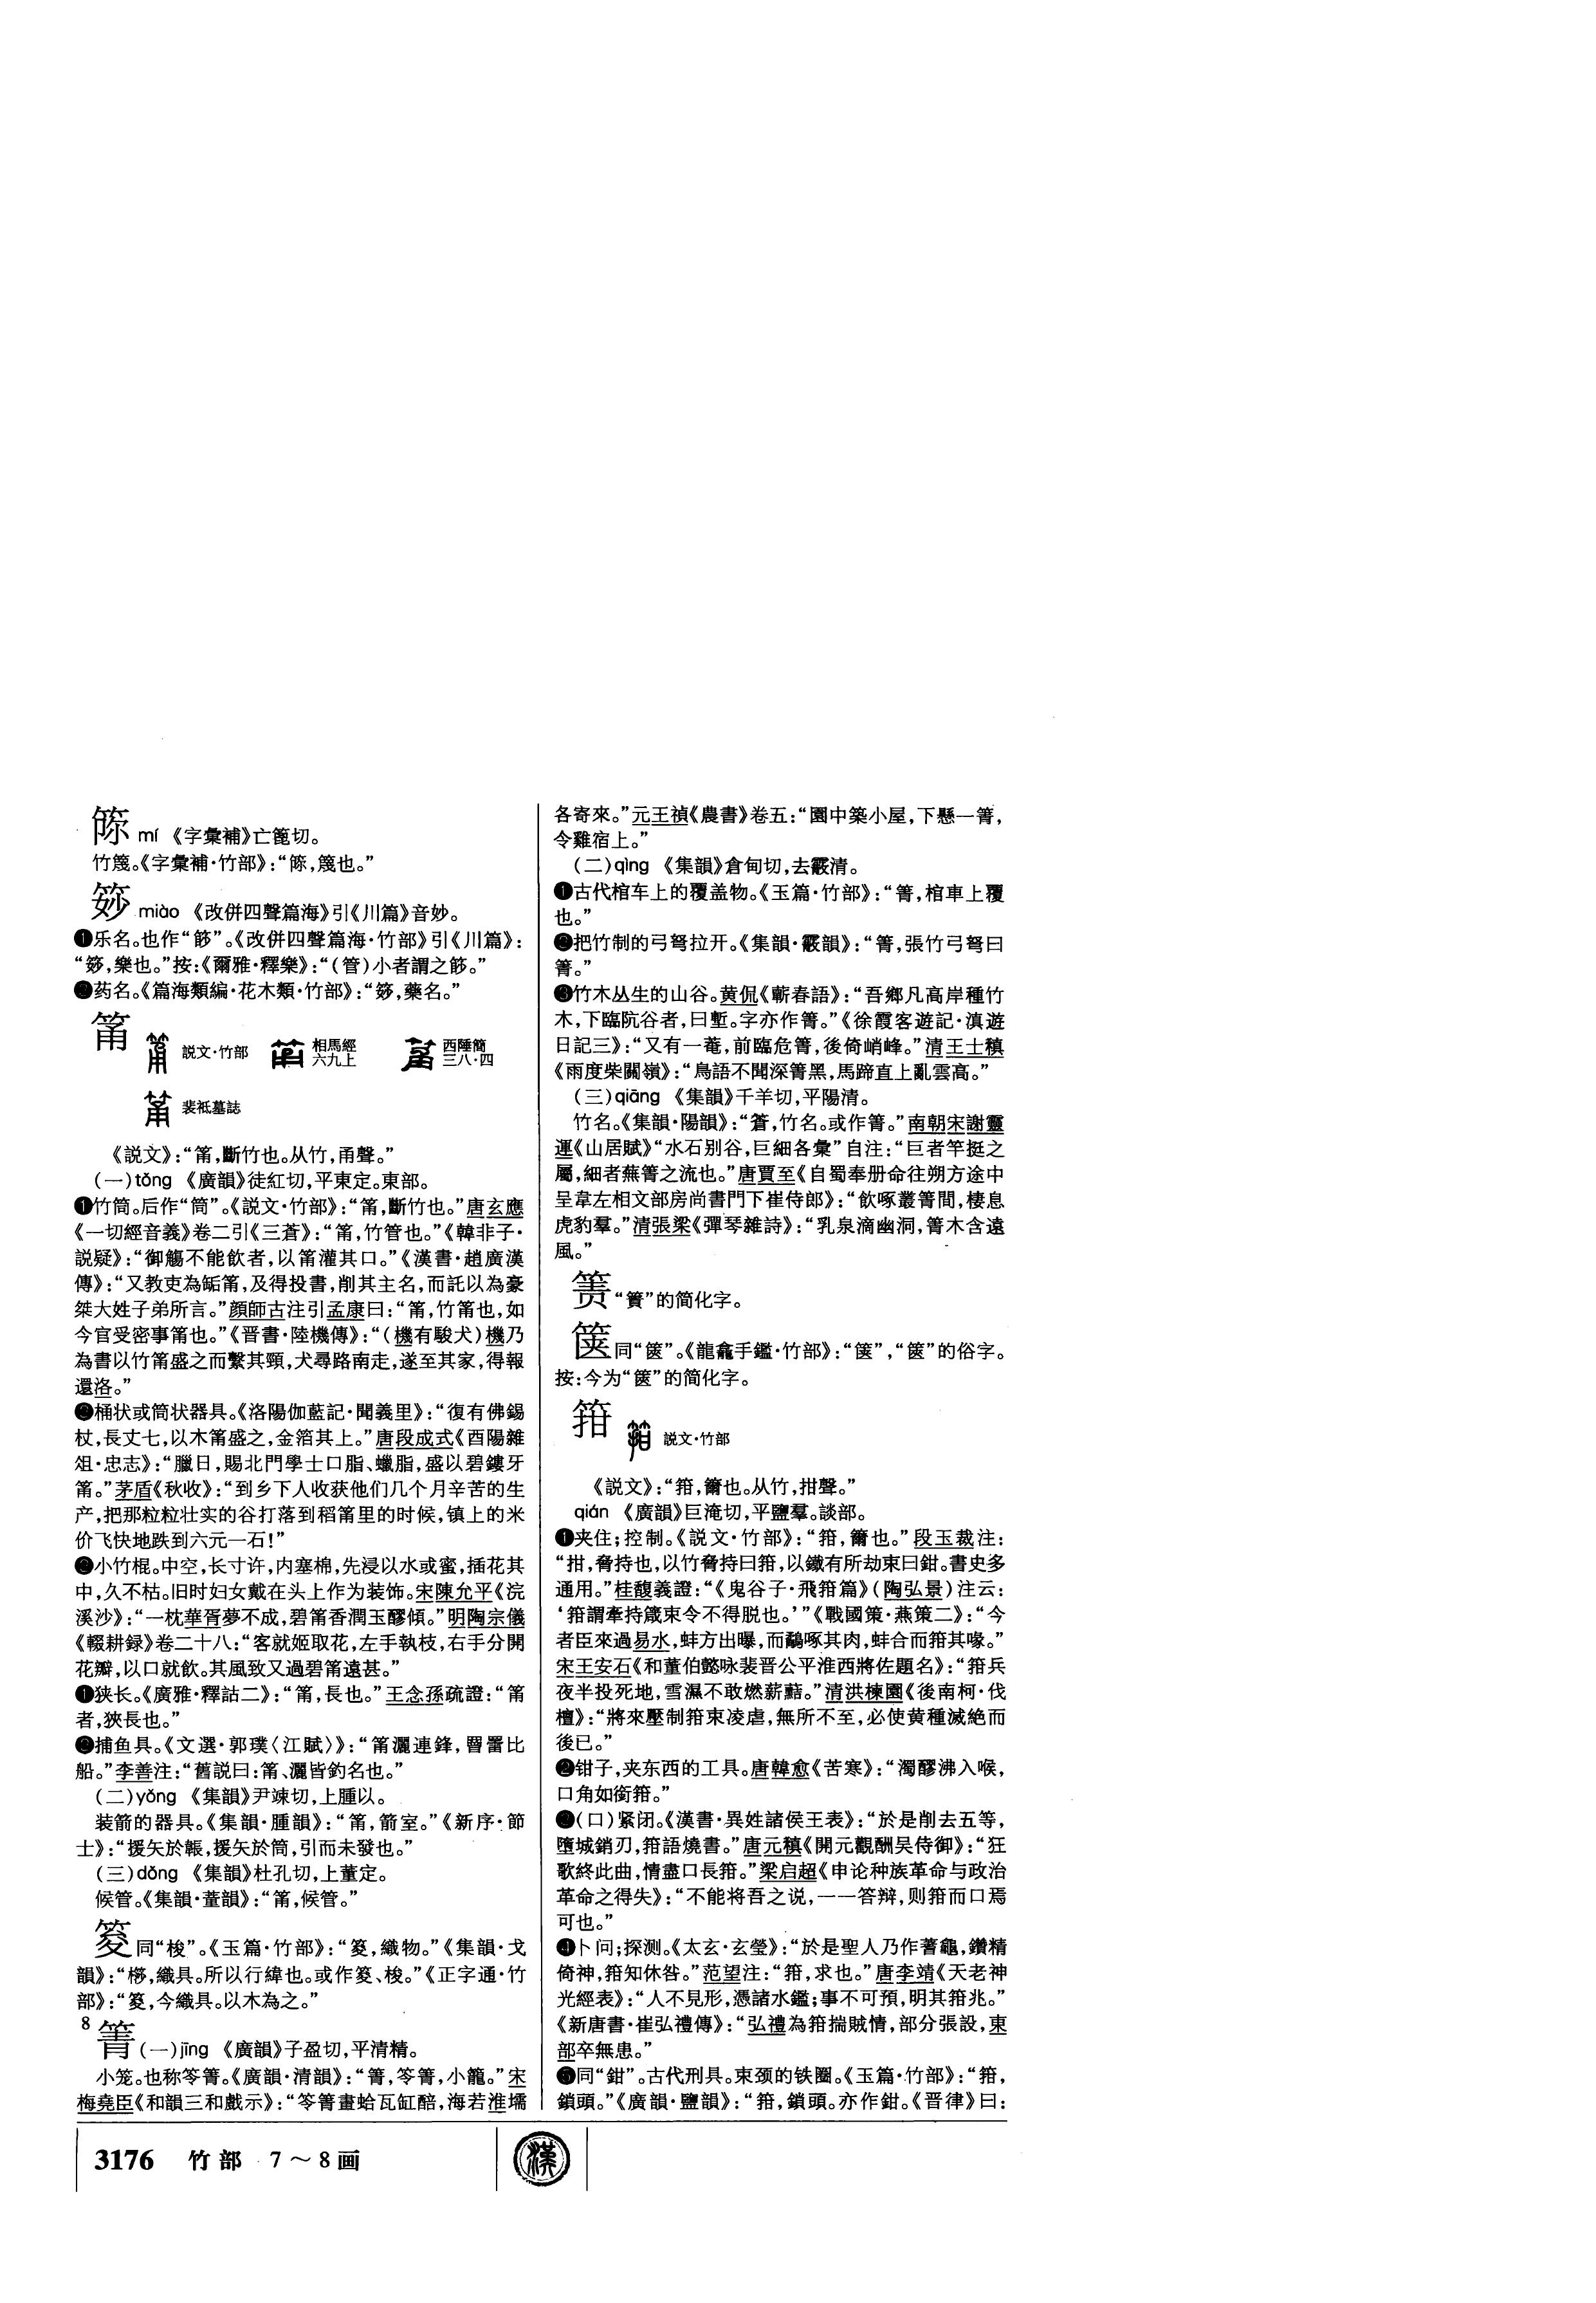 䉲 mí 《字彙補》亡篦切。
竹篾。《字彙補·竹部》：“䉲，篾也。”
miào 《改併四聲篇海》引《川篇》音妙。
❶乐名。也作“篎”。《改併四聲篇海·竹部》引《川篇》：
樂也。”按：《爾雅·釋樂》：“（管）小者謂之篎。”
❷药名。《篇海類編·花木類·竹部》：藥名。”
筩
説文·竹部 相馬經六九上 西陲簡三八·四
裴祗墓誌
《説文》：“筩，斷竹也。从竹，甬聲。”
（一）tǒng 《廣韻》徒紅切，平東定。東部。
❶竹筒。后作“筒”。《説文·竹部》：“筩，斷竹也。”唐玄應
《一切經音義》卷二引《三蒼》：“筩，竹管也。”《韓非子·
説疑》：“御觴不能飲者，以筩灌其口。”《漢書·趙廣漢
傳》：“又教吏為缿筩，及得投書，削其主名，而託以為豪
桀大姓子弟所言。”顔師古注引孟康曰：“筩，竹筩也，如
今官受密事筩也。”《晋書·陸機傳》：“（機有駿犬）機乃
為書以竹筩盛之而繫其頸，犬尋路南走，遂至其家，得報
還洛。”
❷桶状或筒状器具。《洛陽伽藍記·聞義里》：“復有佛錫
杖，長丈七，以木筩盛之，金箔其上。”唐段成式《酉陽雜
俎·忠志》：“臘日，賜北門學士口脂、蠟脂，盛以碧鏤牙
筩。”茅盾《秋收》：“到乡下人收获他们几个月辛苦的生
产，把那粒粒壮实的谷打落到稻筩里的时候，镇上的米
价飞快地跌到六元一石！”
❸小竹棍。中空，长寸许，内塞棉，先浸以水或蜜，插花其
中，久不枯。旧时妇女戴在头上作为装饰。宋陳允平《浣
溪沙》：“一枕華胥夢不成，碧筩香潤玉醪傾。”明陶宗儀
《輟耕録》卷二十八：“客就姬取花，左手執枝，右手分開
花瓣，以口就飲。其風致又過碧筩遠甚。”
❹狭长。《廣雅·釋詁二》：“筩，長也。”王念孫疏證：“筩
者，狹長也。”
❺捕鱼具。《文選·郭璞〈江賦〉》：“筩灑連鋒，罾䍡比
船。”李善注：“舊説曰：筩、灑皆釣名也。”
（二）yǒng 《集韻》尹竦切，上腫以。
装箭的器具。《集韻·腫韻》：“筩，箭室。”《新序·節
士》：“援矢於韔，援矢於筒，引而未發也。”
（三）dǒng 《集韻》杜孔切，上董定。
候管。《集韻·董韻》：“筩，候管。”
䇥 同“梭”。《玉篇·竹部》：“䇥，織物。”《集韻·戈
韻》：“桫，織具。所以行緯也。或作䇥、梭。”《正字通·竹
部》：“䇥，今織具。以木為之。”
8
箐 （一）jīng 《廣韻》子盈切，平清精。
小笼。也称笭箐。《廣韻·清韻》：“箐，笭箐，小籠。”宋
梅堯臣《和韻三和戲示》：“笭箐畫蛤瓦缸醅，海若淮壖
各寄來。”元王禎《農書》卷五：“園中築小屋，下懸一箐，
令雞宿上。”
（二）qìng 《集韻》倉甸切，去霰清。
❶古代棺车上的覆盖物。《玉篇·竹部》：“箐，棺車上覆
也。”
❷把竹制的弓弩拉开。《集韻·霰韻》：“箐，張竹弓弩曰
箐。”
❸竹木丛生的山谷。黄侃《蘄春語》：“吾鄉凡高岸種竹
木，下臨阬谷者，曰塹。字亦作箐。”《徐霞客遊記·滇遊
日記三》：“又有一菴，前臨危箐，後倚峭峰。”清王士稹
《雨度柴關嶺》：“鳥語不聞深箐黑，馬蹄直上亂雲高。”
（三）qiāng 《集韻》千羊切，平陽清。
竹名。《集韻·陽韻》：“篬，竹名。或作箐。”南朝宋謝靈
運《山居賦》“水石别谷，巨細各彙”自注：“巨者竿挺之
屬，細者蕪箐之流也。”唐賈至《自蜀奉册命往朔方途中
呈韋左相文部房尚書門下崔侍郎》：“飲啄叢箐間，棲息
虎豹羣。”清張梁《彈琴雜詩》：“乳泉滴幽洞，箐木含遠
風。”
箦 “簀”的简化字。
箧 同“篋”。《龍龕手鑑·竹部》：“箧”，“篋”的俗字。
按：今为“篋”的简化字。
箝
説文·竹部
《説文》：“箝，籋也。从竹，拑聲。”
qián 《廣韻》巨淹切，平鹽羣。談部。
❶夹住；控制。《説文·竹部》：“箝，籋也。”段玉裁注：
“拑，脅持也，以竹脅持曰箝，以鐵有所劫束曰鉗。書史多
通用。”桂馥義證：“《鬼谷子·飛箝篇》（陶弘景）注云：
‘箝謂牽持緘束令不得脱也。’”《戰國策·燕策二》：“今
者臣來過易水，蚌方出曝，而鷸啄其肉，蚌合而箝其喙。”
宋王安石《和董伯懿咏裴晋公平淮西將佐題名》：“箝兵
夜半投死地，雪濕不敢燃薪蘸。”清洪楝園《後南柯·伐
檀》：“將來壓制箝束凌虐，無所不至，必使黄種滅絶而
後已。”
❷钳子，夹东西的工具。唐韓愈《苦寒》：“濁醪沸入喉，
口角如銜箝。”
❸（口）紧闭。《漢書·異姓諸侯王表》：“於是削去五等，
墮城銷刃，箝語燒書。”唐元稹《開元觀酬吴侍御》：“狂
歌終此曲，情盡口長箝。”梁启超《申论种族革命与政治
革命之得失》：“不能将吾之说，一一答辩，则箝而口焉
可也。”
❹卜问；探测。《太玄·玄瑩》：“於是聖人乃作蓍龜，鑽精
倚神，箝知休咎。”范望注：“箝，求也。”唐李靖《天老神
光經表》：“人不見形，憑諸水鑑；事不可預，明其箝兆。”
《新唐書·崔弘禮傳》：“弘禮為箝揣賊情，部分張設，東
部卒無患。”
❺同“鉗”。古代刑具。束颈的铁圈。《玉篇·竹部》：“箝，
鎖頭。”《廣韻·鹽韻》：“箝，鎖頭。亦作鉗。《晋律》曰：
3176 竹部 7～8画
漢